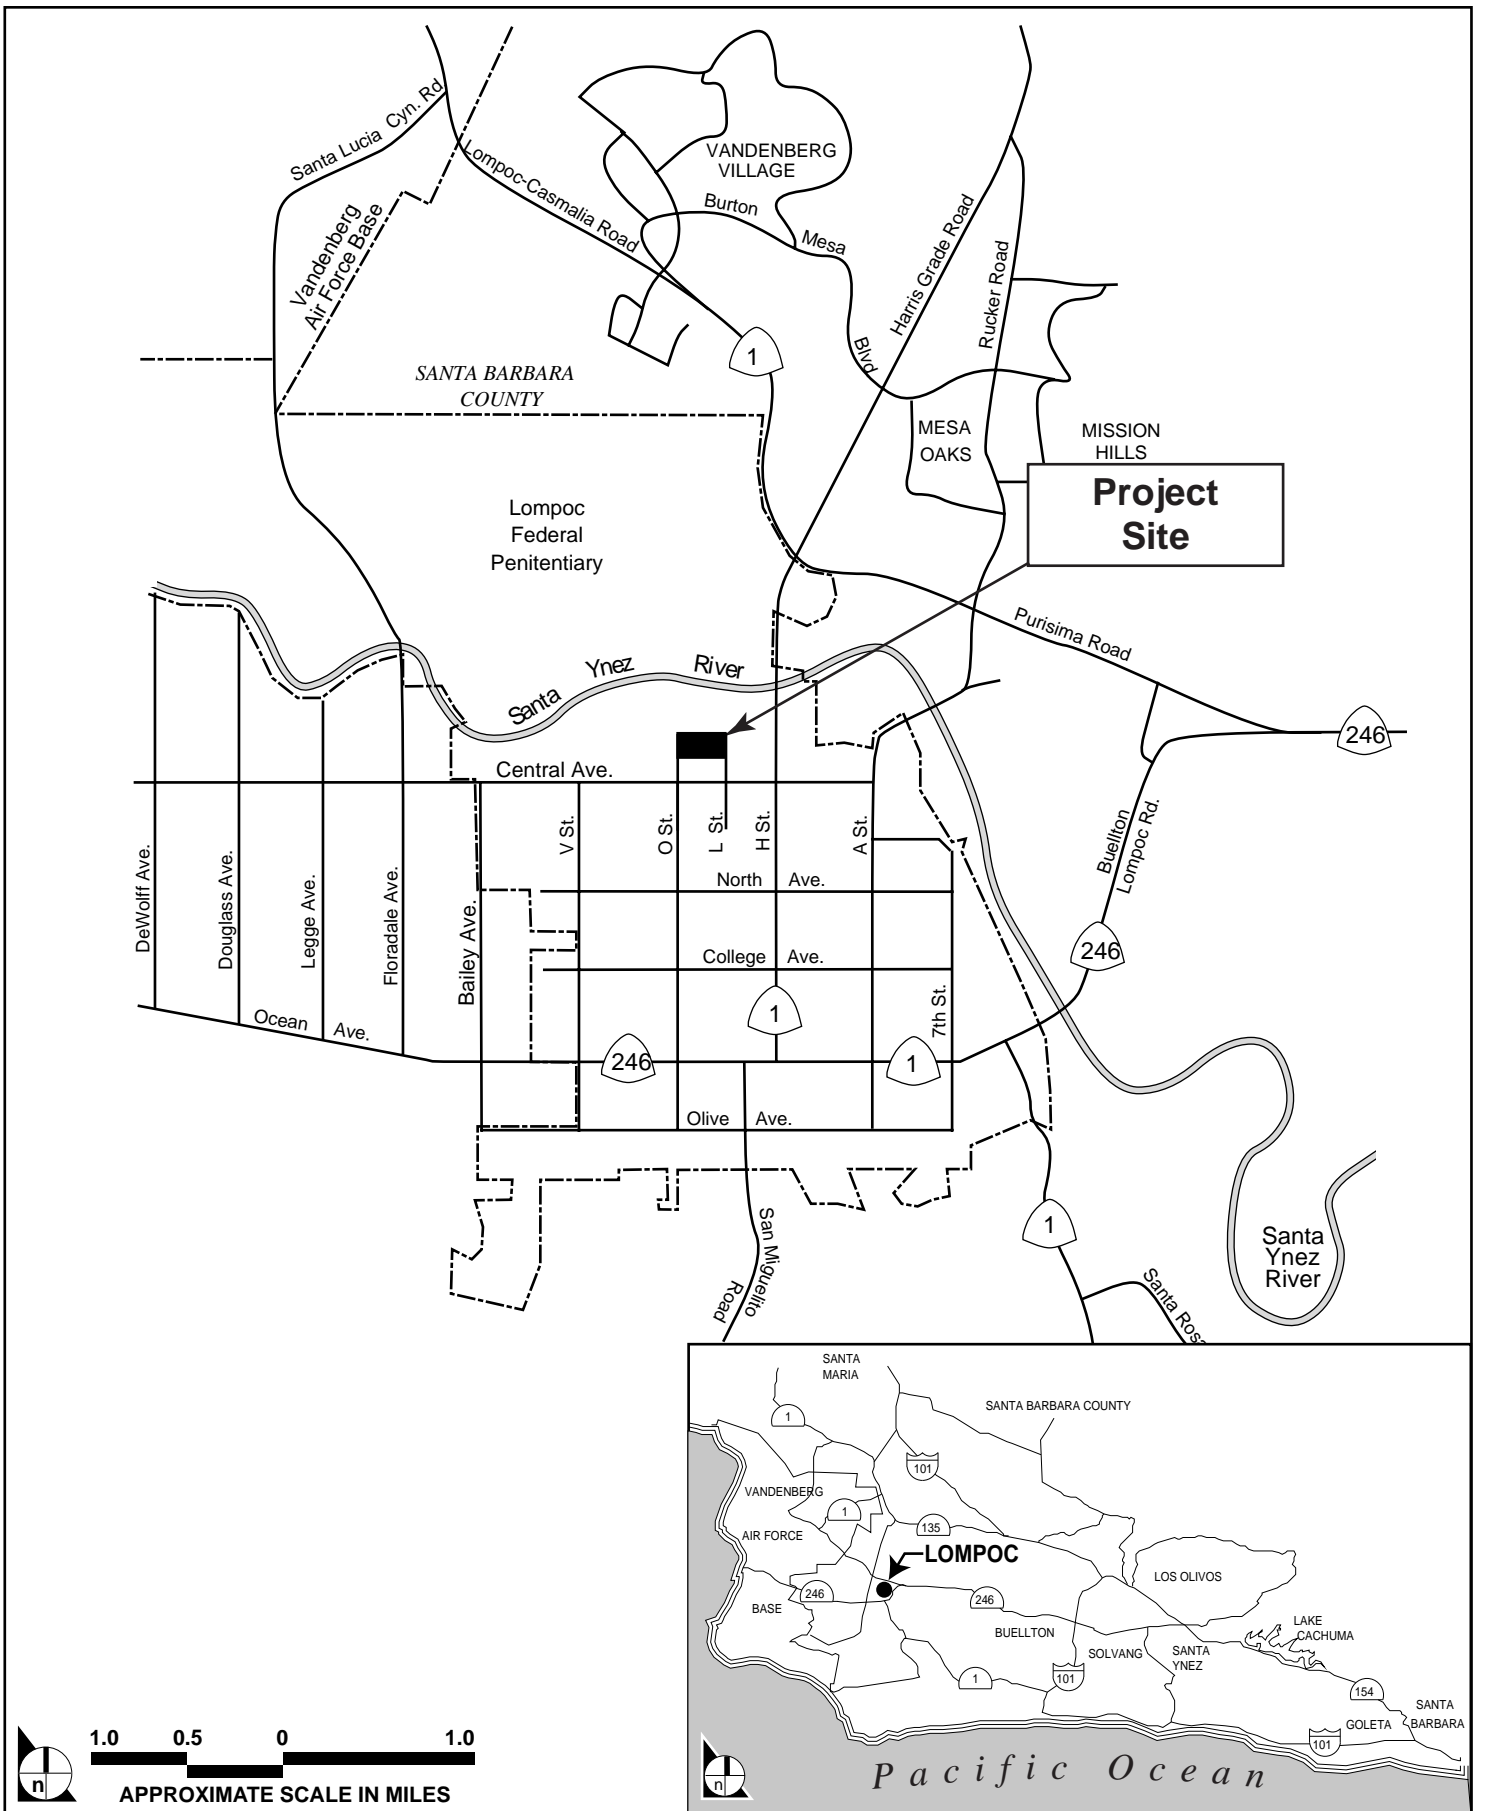 Santa Lucia Cyn. Rd
Lompoc-Casmalia Road
VANDENBERG
VILLAGE
Burton
Mesa
Blvd
Harris Grade Road
Rucker Road
Vandenberg
Air Force Base
1
SANTA BARBARA
COUNTY
MESA
OAKS
MISSION
HILLS
Project
Site
Lompoc
Federal
Penitentiary
Purisima Road
Santa
Ynez
River
246
Central Ave.
V St.
O St.
L St.
H St.
A St.
Buellton
Lompoc Rd.
DeWolff Ave.
Douglass Ave.
Legge Ave.
Floradale Ave.
Bailey Ave.
North Ave.
College Ave.
246
7th St.
1
Ocean Ave.
246
1
Olive Ave.
San Miguelito
Road
1
Santa
Ynez
River
Santa Ros
SANTA
MARIA
SANTA BARBARA COUNTY
1
101
VANDENBERG
1
AIR FORCE
135
LOMPOC
LOS OLIVOS
246
246
BASE
BUELLTON
LAKE
CACHUMA
SOLVANG
SANTA
YNEZ
1
101
154
SANTA
BARBARA
GOLETA
101
Pacific Ocean
n
1.0 0.5 0 1.0
n
APPROXIMATE SCALE IN MILES